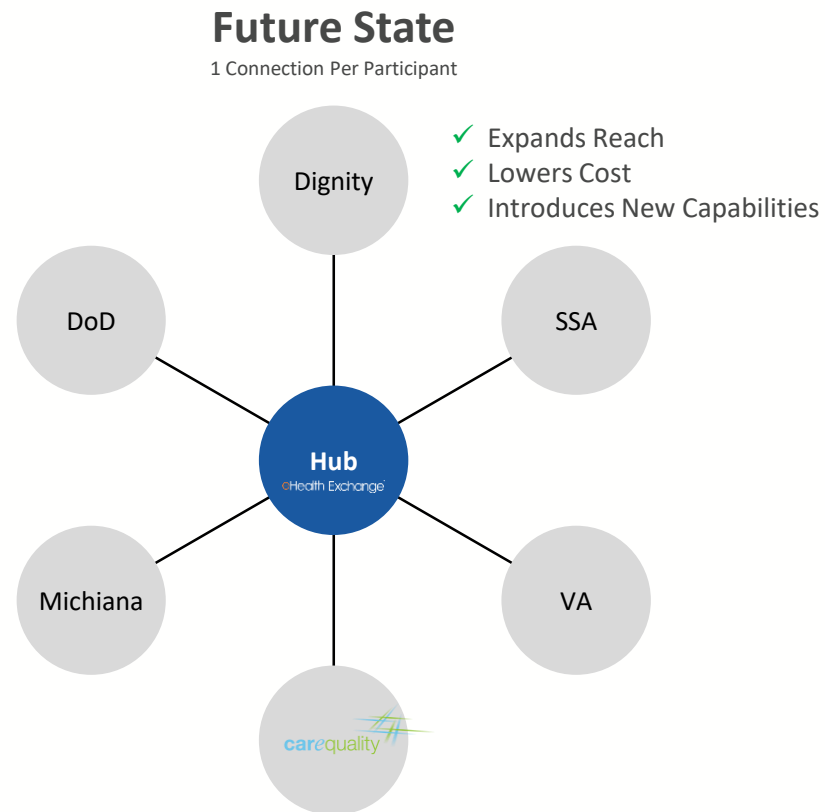 Future State
1 Connection Per Participant
✓ Expands Reach
✓ Lowers Cost
✓ Introduces New Capabilities
Dignity
DoD
SSA
Hub
eHealth Exchange
Michiana
VA
carequality